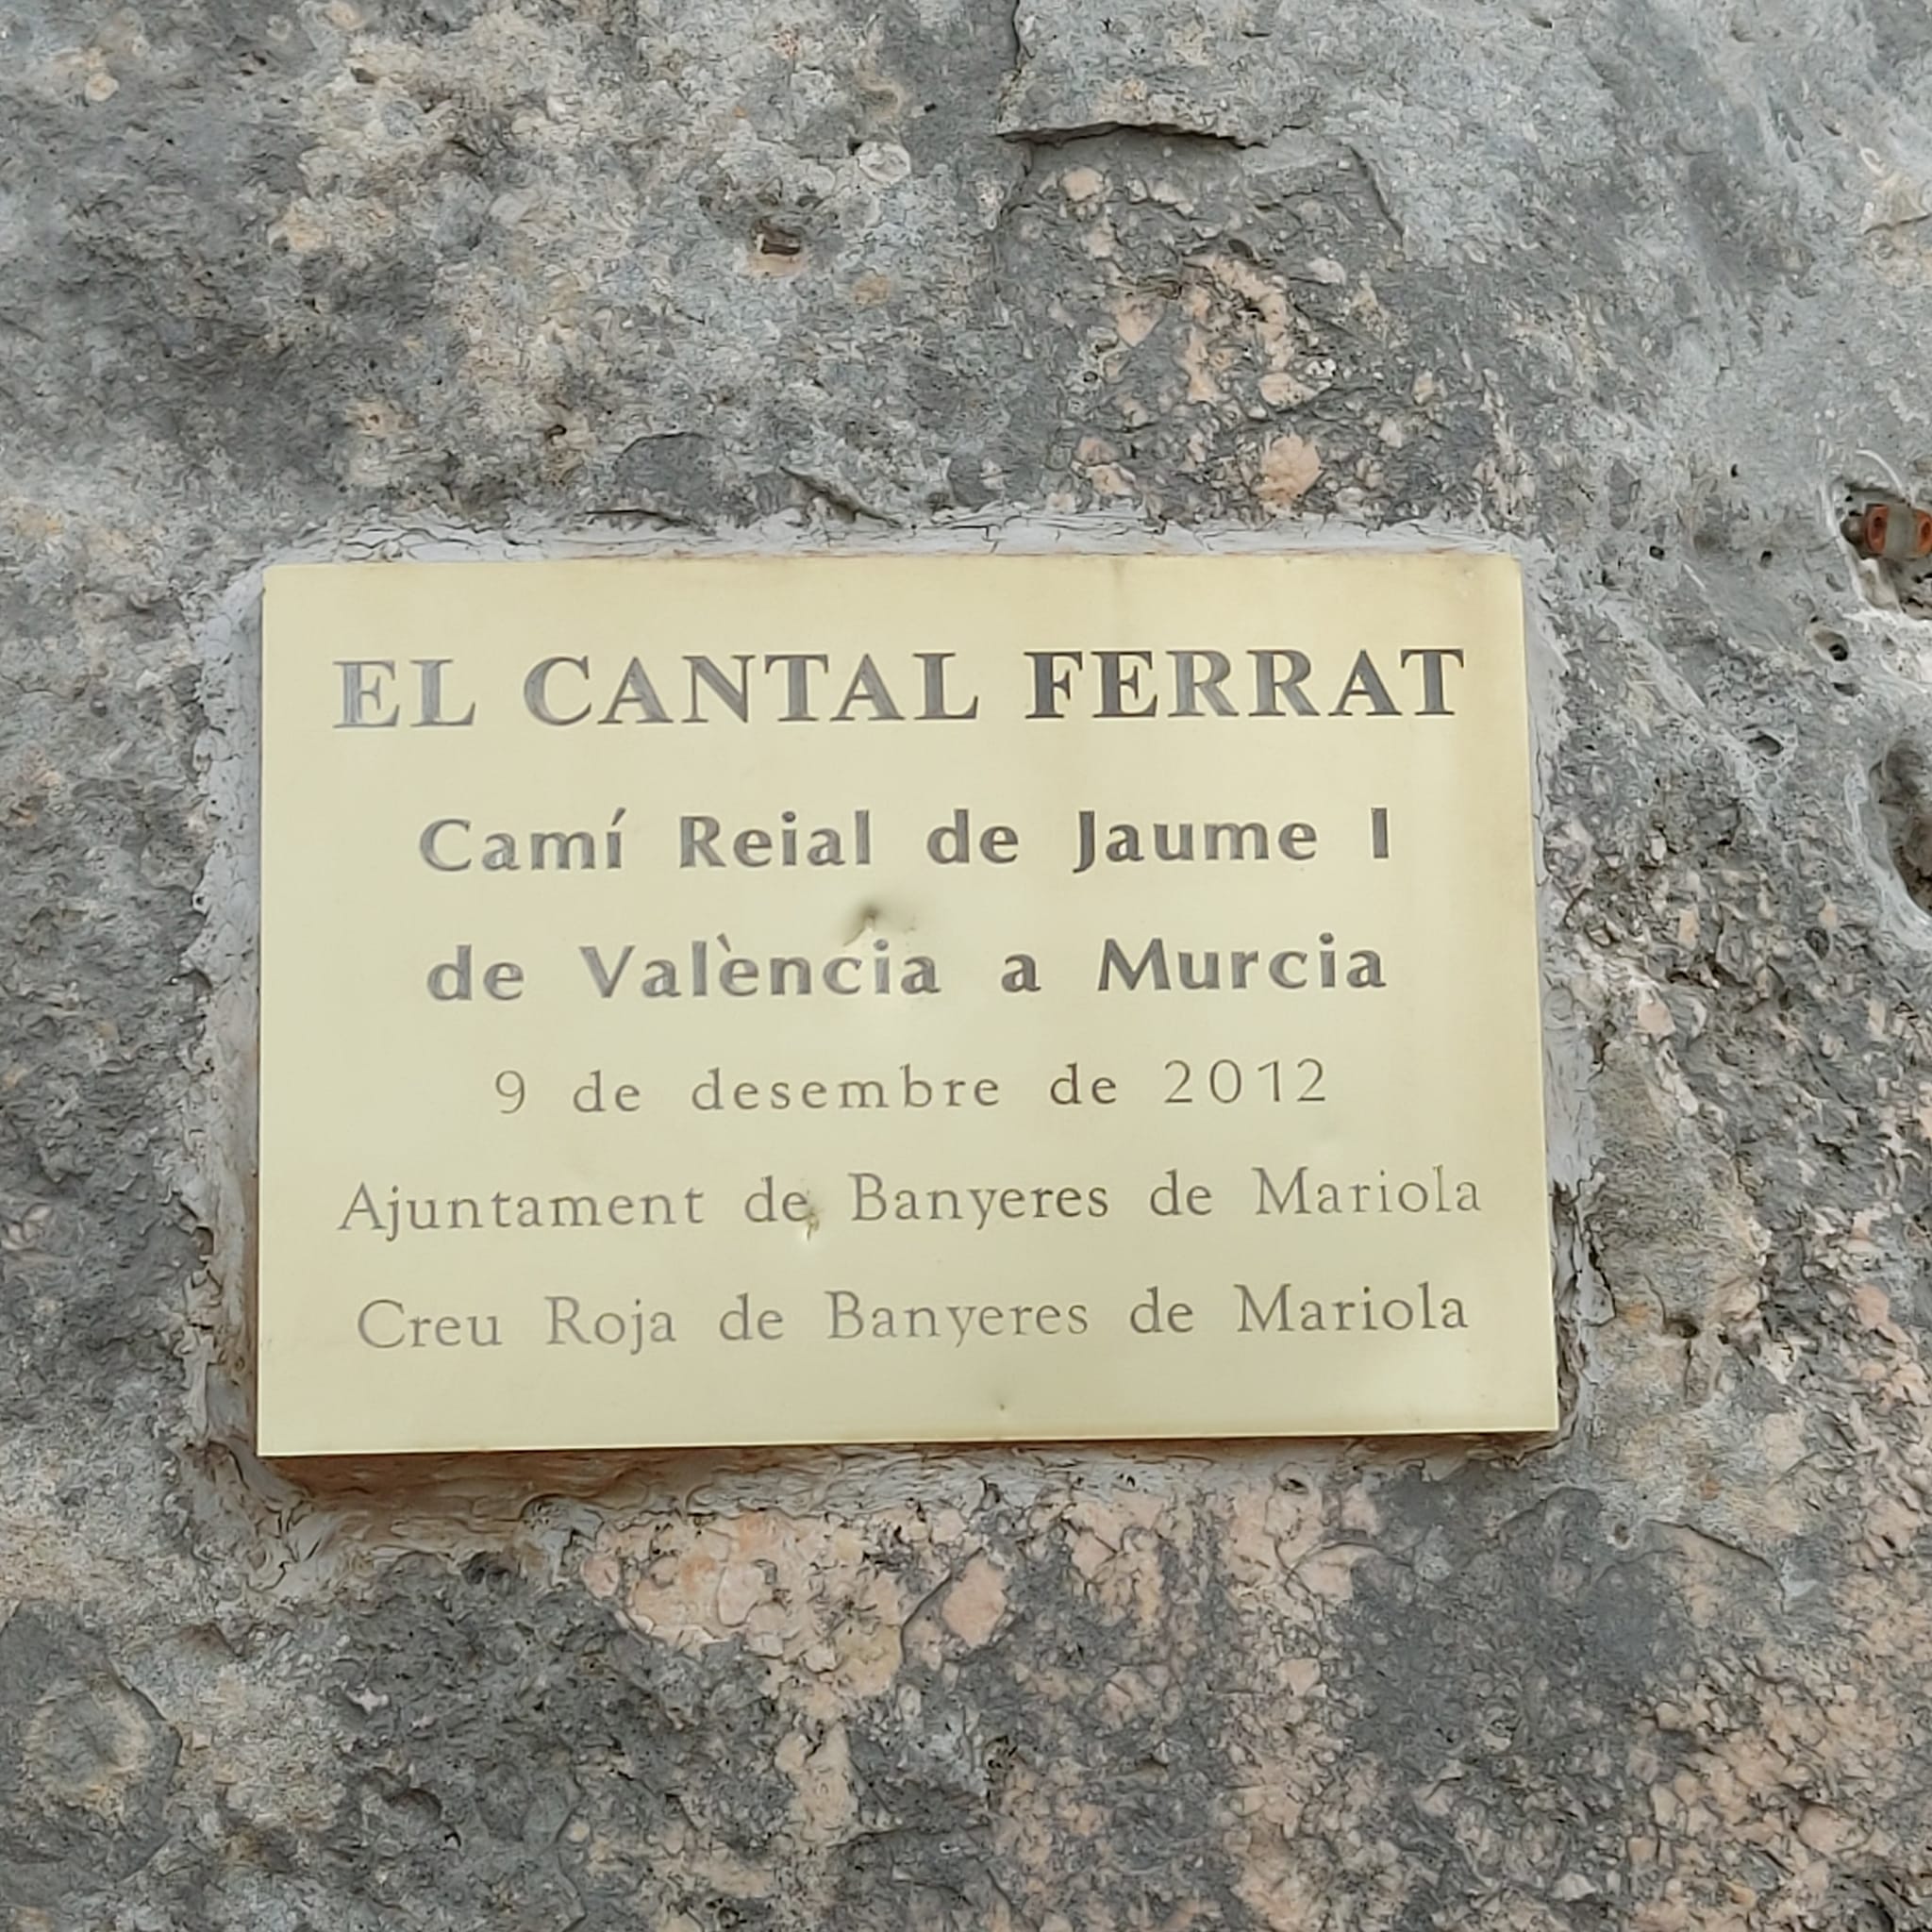 EL CANTAL FERRAT
Camí Reial de Jaume I
de València a Murcia
9 de desembre de 2012
Ajuntament de Banyeres de Mariola
Creu Roja de Banyeres de Mariola